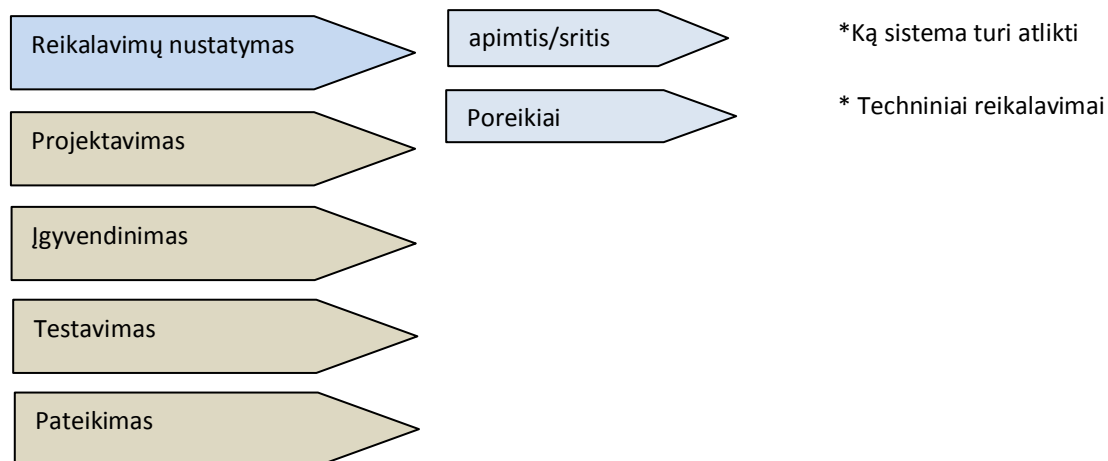 Reikalavimų nustatymas
apimtis/sritis
*Ką sistema turi atlikti
Poreikiai
* Techniniai reikalavimai
Projektavimas
Įgyvendinimas
Testavimas
Pateikimas